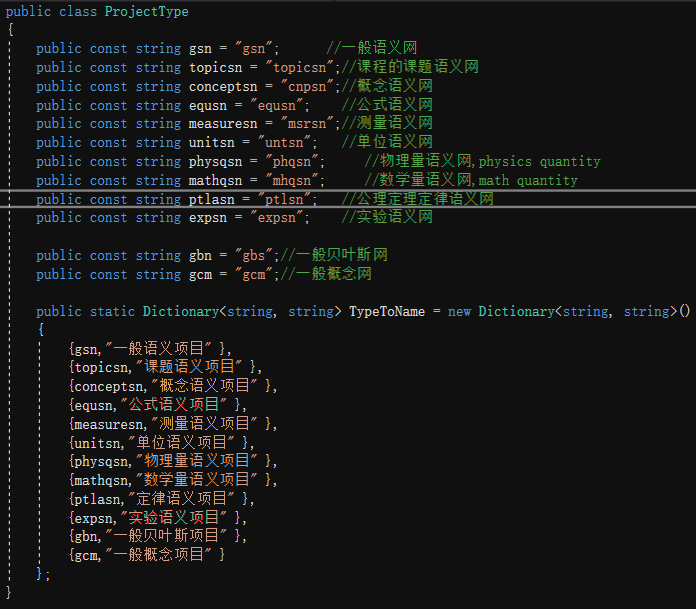 public class ProjectType
{
    public const string gsn = "gsn";      //一般语义网
    public const string topicsn = "topicsn";//课程的课题语义网
    public const string conceptsn = "cnpsn";//概念语义网
    public const string equsn = "equsn";    //公式语义网
    public const string measuresn = "msrsn";//测量语义网
    public const string unitsn = "untsn";   //单位语义网
    public const string physqsn = "phqsn";     //物理量语义网,physics quantity
    public const string mathqsn = "mhqsn";     //数学量语义网,math quantity
    public const string ptlasn = "ptlsn";   //公理定理定律语义网
    public const string expsn = "expsn";    //实验语义网
    public const string gbn = "gbs";//一般贝叶斯网
    public const string gcm = "gcm";//一般概念网
    public static Dictionary<string, string> TypeToName = new Dictionary<string, string>()
    {
        {gsn,"一般语义项目" },
        {topicsn,"课题语义项目" },
        {conceptsn,"概念语义项目" },
        {equsn,"公式语义项目" },
        {measuresn,"测量语义项目" },
        {unitsn,"单位语义项目" },
        {physqsn,"物理量语义项目" },
        {mathqsn,"数学量语义项目" },
        {ptlasn,"定律语义项目" },
        {expsn,"实验语义项目" },
        {gbn,"一般贝叶斯项目" },
        {gcm,"一般概念项目" }
    };
}